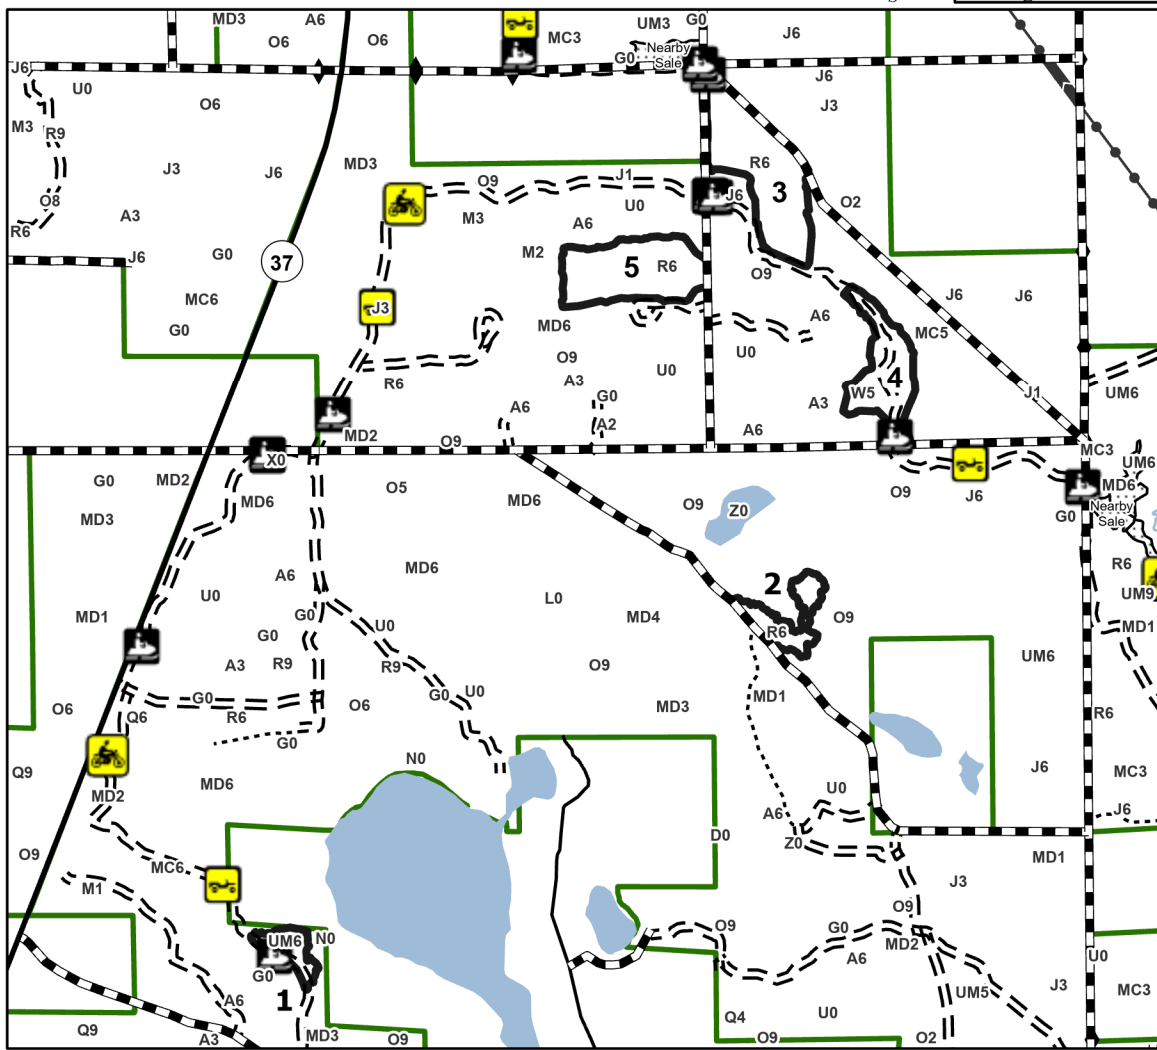 MD3 A6 UM3 G0
O6 O6 MC3 J6
Nearby
Sale
G0
J6 J6
U0 O6 J3
M3 R9
MD3 R6 3
J3 J6 O9 J1 J6
O8 U0 O2
A3 M3 A6
R6
J6 G0 M2 5 R6
37 O9
MC6 J3 J6 J6
G0 MD6 A6 MC5
O9 U0
R6 A3 U0 4
G0 W5 J1 UM6
A6 A3
MD2 A2 A6
O9 MC3
X0 UM6
G0 MD2 O5 O9 J6 MD6
MD6 MD6 O9 Z0 G0
Nearby
Sale
MD3
MD6 R6
A6 2
U0 L0 UM9
MD1 G0 MD4 O9
U0 R6 MD1
G0
A3 R9 R9 O9 UM6
G0 G0 U0 MD1
O6 Q6 R6 O6 MD3 R6
G0
N0 J6 MC3
Q9 MD6 U0
MD2 A6 J6
D0 Z0
O9 MC6 MD1
M1 J3
O9
O9 G0
UM6 N0 MD2
G0 A6 U0
1 A6 UM5 J3 MC3
Q4 U0
Q9 A3 MD3 O9 O9 O2